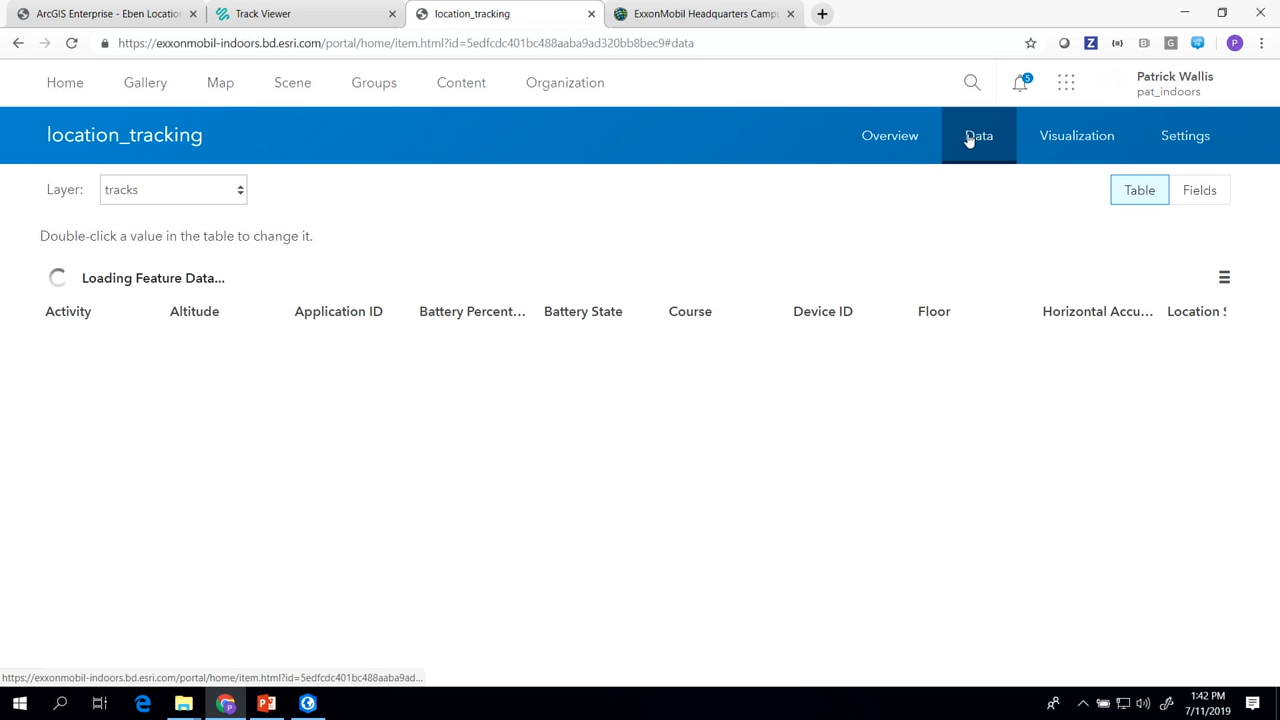 ArcGIS Enterprise - Eben Locatio
Track Viewer
location_tracking
ExxonMobil Headquarters Campu
https://exxonmobil-indoors.bd.esri.com/portal/home/item.html?id=5edfcdc401bc488aaba9ad320bb8bec9#data
Home Gallery Map Scene Groups Content Organization
5
Patrick Wallis
pat_indoors
location_tracking
Overview Data Visualization Settings
Layer: tracks
Table Fields
Double-click a value in the table to change it.
Loading Feature Data...
Activity Altitude Application ID Battery Percent... Battery State Course Device ID Floor Horizontal Accu... Location S
https://exxonmobil-indoors.bd.esri.com/portal/home/item.html?id=5edfcdc401bc488aaba9ad...
1:42 PM
7/11/2019